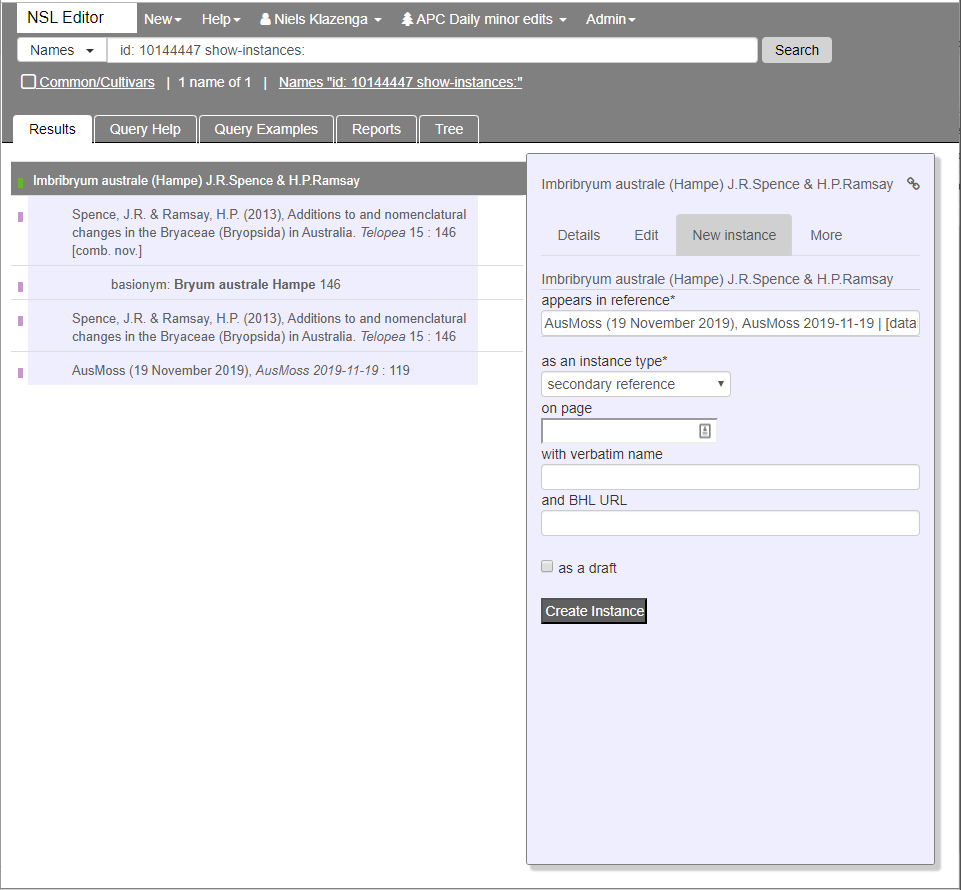 NSL Editor New Help Niels Klazenga APC Daily minor edits Admin
Names id: 10144447 show-instances: Search
Common/Cultivars | 1 name of 1 | Names "id: 10144447 show-instances:"
Results Query Help Query Examples Reports Tree
Imbribryum australe (Hampe) J.R.Spence & H.P.Ramsay
Spence, J.R. & Ramsay, H.P. (2013), Additions to and nomenclatural
changes in the Bryaceae (Bryopsida) in Australia. Telopea 15 : 146
[comb. nov.]
basionym: Bryum australe Hampe 146
Spence, J.R. & Ramsay, H.P. (2013), Additions to and nomenclatural
changes in the Bryaceae (Bryopsida) in Australia. Telopea 15 : 146
AusMoss (19 November 2019), AusMoss 2019-11-19 : 119
Imbribryum australe (Hampe) J.R.Spence & H.P.Ramsay
Details Edit New instance More
Imbribryum australe (Hampe) J.R.Spence & H.P.Ramsay
appears in reference*
AusMoss (19 November 2019), AusMoss 2019-11-19 | [data
as an instance type*
secondary reference
on page
with verbatim name
and BHL URL
as a draft
Create Instance